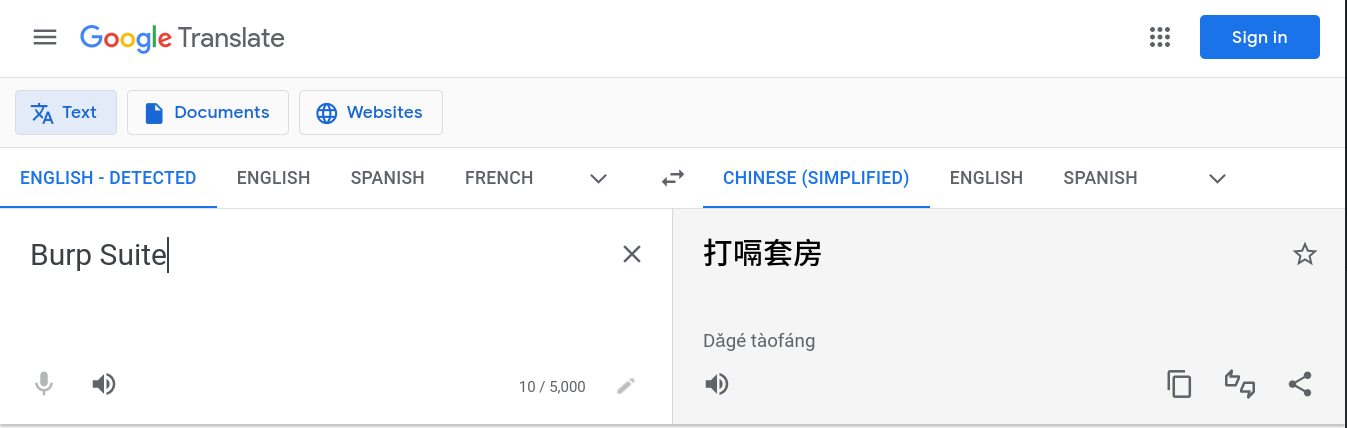 Google Translate
Sign in
Text
Documents
Websites
ENGLISH - DETECTED
ENGLISH
SPANISH
FRENCH
CHINESE (SIMPLIFIED)
ENGLISH
SPANISH
Burp Suite
打嗝套房
Dǎgé tàofáng
10 / 5,000